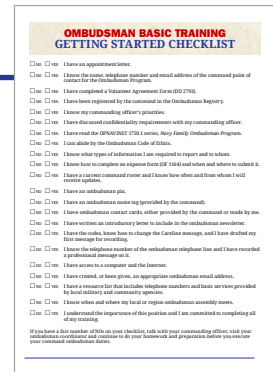 OMBUDSMAN BASIC TRAINING
GETTING STARTED CHECKLIST
NO YES I have an appointment letter.
NO YES I know the name, telephone number and email address of the command point of
contact for the Ombudsman Program.
NO YES I have completed a Volunteer Agreement Form (DD 2793).
NO YES I have been registered by the command in the Ombudsman Registry.
NO YES I know my commanding officer's priorities.
NO YES I have discussed confidentiality requirements with my commanding officer.
NO YES I have read the OPNAVINST 1750.1 series, Navy Family Ombudsman Program.
NO YES I can abide by the Ombudsman Code of Ethics.
NO YES I know what types of information I am required to report and to whom.
NO YES I know how to complete an expense form (OF 1164) and when and where to submit it.
NO YES I have a current command roster and I know how often and from whom I will
receive updates.
NO YES I have an ombudsman pin.
NO YES I have an ombudsman name tag (provided by command).
NO YES I have ombudsman contact cards, either provided by the command or made by me.
NO YES I have written an introductory letter to include in the ombudsman newsletter.
NO YES I have the codes, know how to change the Careline message, and I have drafted my
first message for recording.
NO YES I know the telephone number of the ombudsman telephone line and I have recorded
a professional message on it.
NO YES I have access to a computer and the internet.
NO YES I have created, or been given, an appropriate ombudsman email address.
NO YES I have a resource list that includes telephone numbers and basic services provided
by local military and community agencies.
NO YES I know when and where my local or region ombudsman assembly meets.
NO YES I understand the importance of this position and I am committed to completing all
of my training.
If you have a fair number of NOs on your checklist, talk with your commanding officer, visit your
ombudsman coordinator and continue to do your homework and preparation before you execute
your command ombudsman duties.